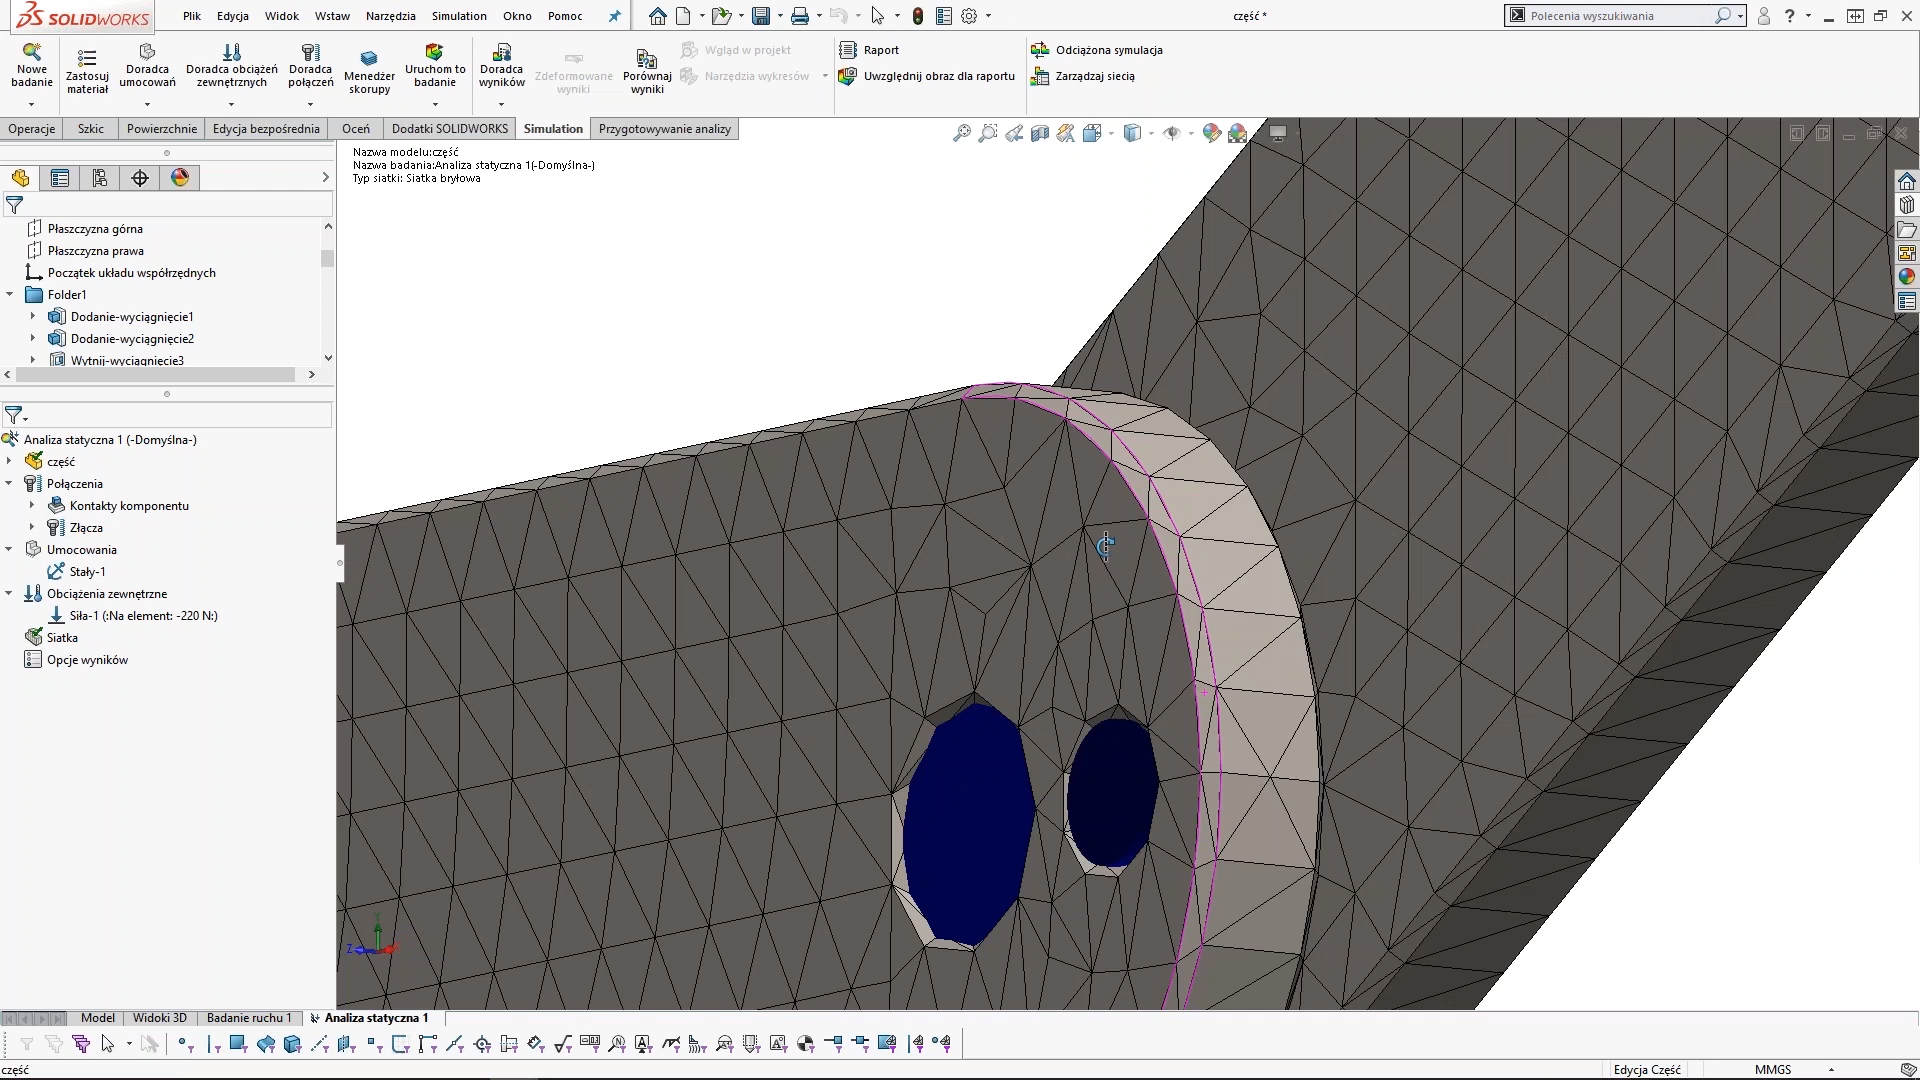 SOLIDWORKS
Plik Edycja Widok Wstaw Narzędzia Simulation Okno Pomoc
część *
Polecenia wyszukiwania
Nowe badanie
Zastosuj materiał
Doradca umocowań
Doradca obciążeń zewnętrznych
Doradca połączeń
Menedżer skorupy
Uruchom to badanie
Doradca wyników
Zdeformowane wyniki
Porównaj wyniki
Wgląd w projekt
Narzędzia wykresów
Raport
Uwzględnij obraz dla raportu
Odciążona symulacja
Zarządzaj siecią
Operacje Szkic Powierzchnie Edycja bezpośrednia Oceń Dodatki SOLIDWORKS Simulation Przygotowywanie analizy
Nazwa modelu:część
Nazwa badania:Analiza statyczna 1(-Domyślna-)
Typ siatki: Siatka bryłowa
Płaszczyzna górna
Płaszczyzna prawa
Początek układu współrzędnych
Folder1
Dodanie-wyciągnięcie1
Dodanie-wyciągnięcie2
Wytnij-wyciągnięcie3
Analiza statyczna 1 (-Domyślna-)
część
Połączenia
Kontakty komponentu
Złącza
Umocowania
Stały-1
Obciążenia zewnętrzne
Siła-1 (:Na element: -220 N:)
Siatka
Opcje wyników
Y
Z
Model Widoki 3D Badanie ruchu 1 Analiza statyczna 1
część
Edycja Część
MMGS